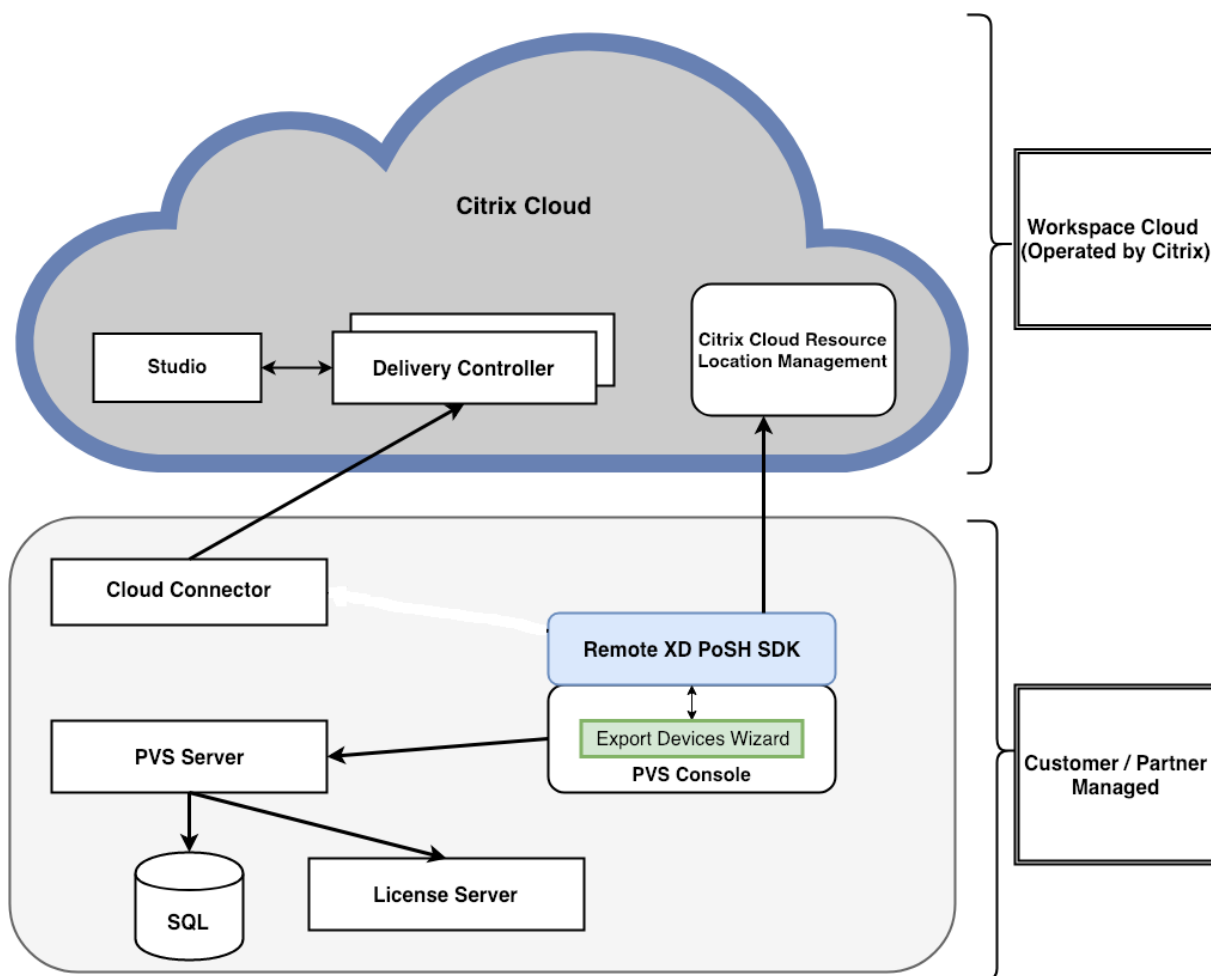 Citrix Cloud
Workspace Cloud
(Operated by Citrix)
Studio
Delivery Controller
Citrix Cloud Resource
Location Management
Cloud Connector
Remote XD PoSH SDK
Export Devices Wizard
PVS Console
PVS Server
Customer / Partner
Managed
License Server
SQL